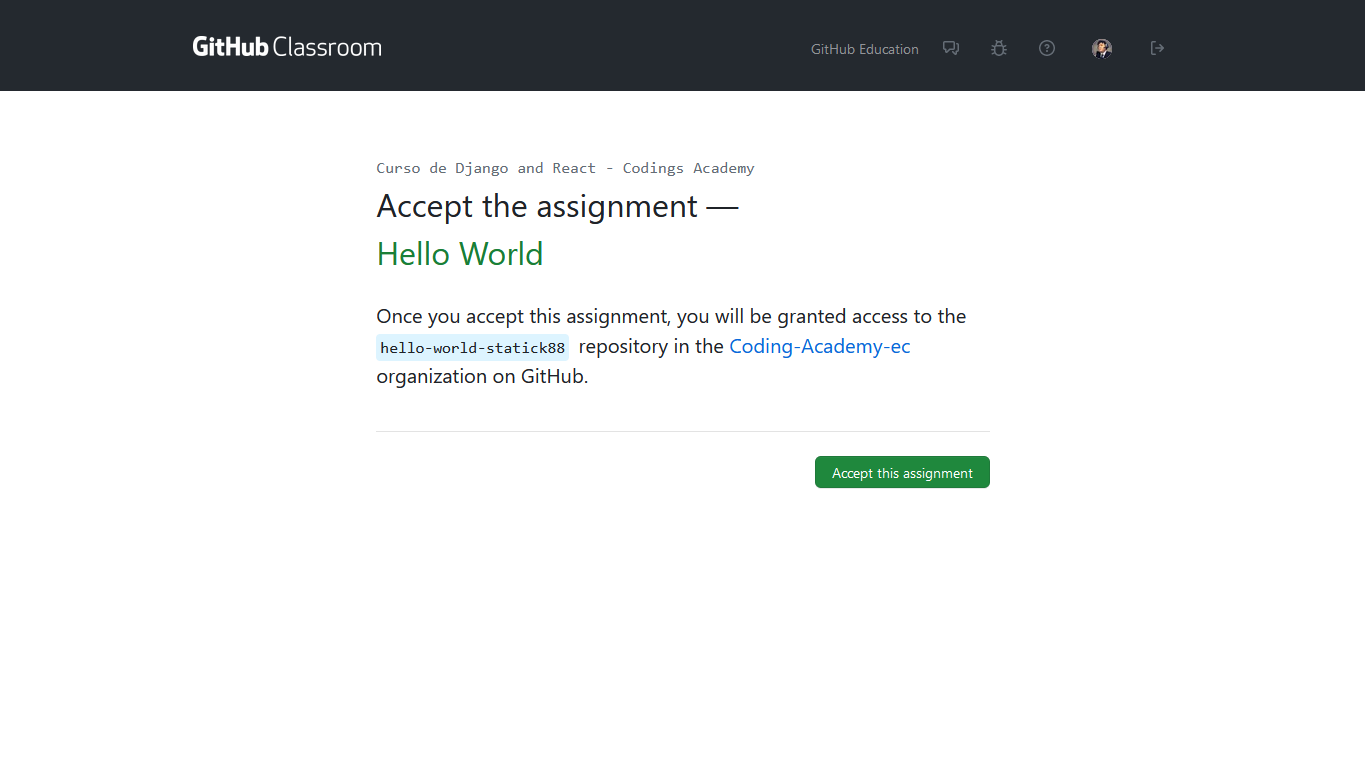 GitHub Classroom
GitHub Education
Curso de Django and React - Codings Academy
Accept the assignment —
Hello World
Once you accept this assignment, you will be granted access to the
hello-world-statick88 repository in the Coding-Academy-ec
organization on GitHub.
Accept this assignment